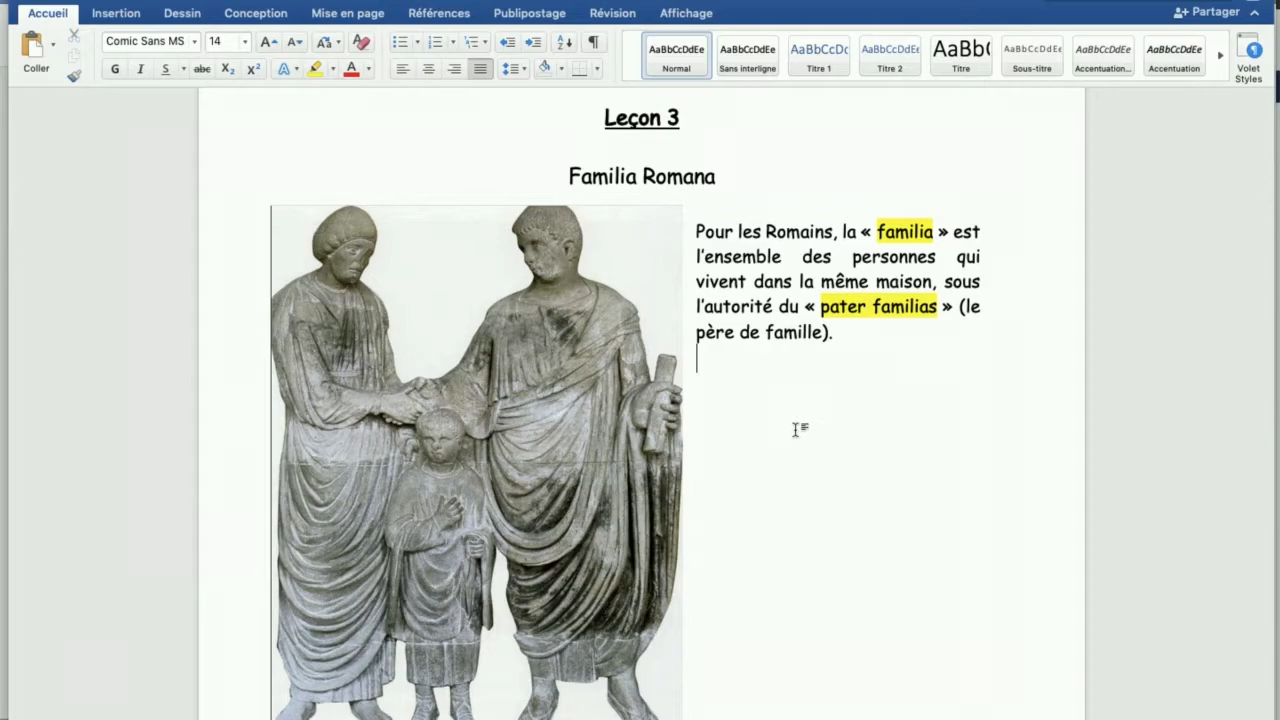 Accueil Insertion Dessin Conception Mise en page Références Publipostage Révision Affichage Partager
Coller
Comic Sans MS 14
G I S abc X₂ X² A A
AaBbCcDdEe AaBbCcDdEe AaBbCcDc AaBbCcDdEe AaBb( AaBbCcDdEe AaBbCcDdEe AaBbCcDdEe
Normal Sans interligne Titre 1 Titre 2 Titre Sous-titre Accentuation... Accentuation
Volet
Styles
Leçon 3
Familia Romana
Pour les Romains, la « familia » est
l'ensemble des personnes qui
vivent dans la même maison, sous
l'autorité du « pater familias » (le
père de famille).